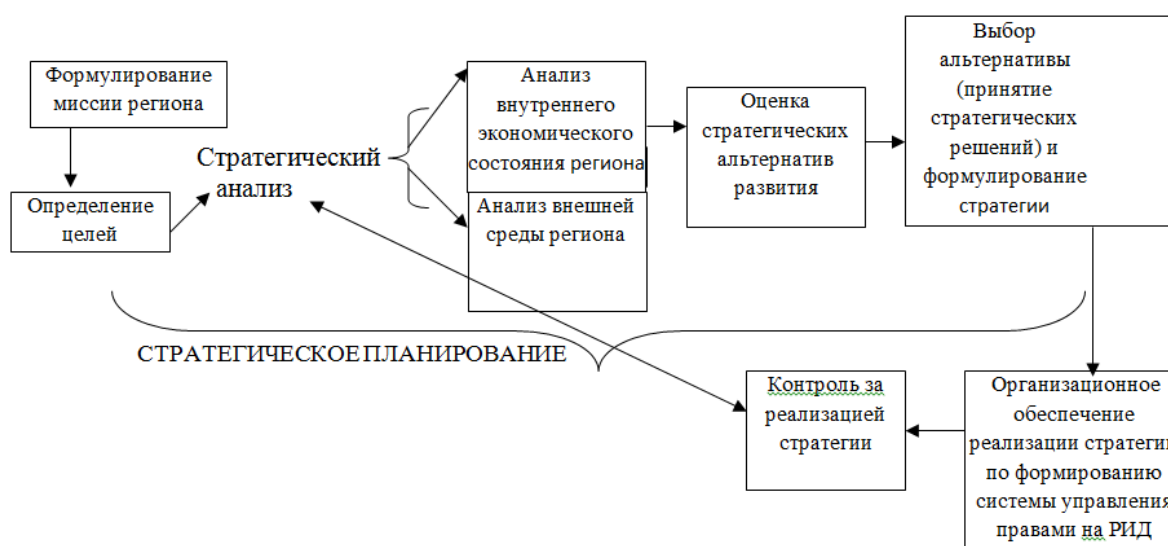 Формулирование
миссии региона
Определение
целей
Стратегический
анализ
Анализ
внутреннего
экономического
состояния региона
Анализ внешней
среды региона
Оценка
стратегических
альтернатив
развития
Выбор
альтернативы
(принятие
стратегических
решений) и
формулирование
стратегии
СТРАТЕГИЧЕСКОЕ ПЛАНИРОВАНИЕ
Контроль за
реализацией
стратегии
Организационное
обеспечение
реализации стратеги
по формированию
системы управления
правами на РИД